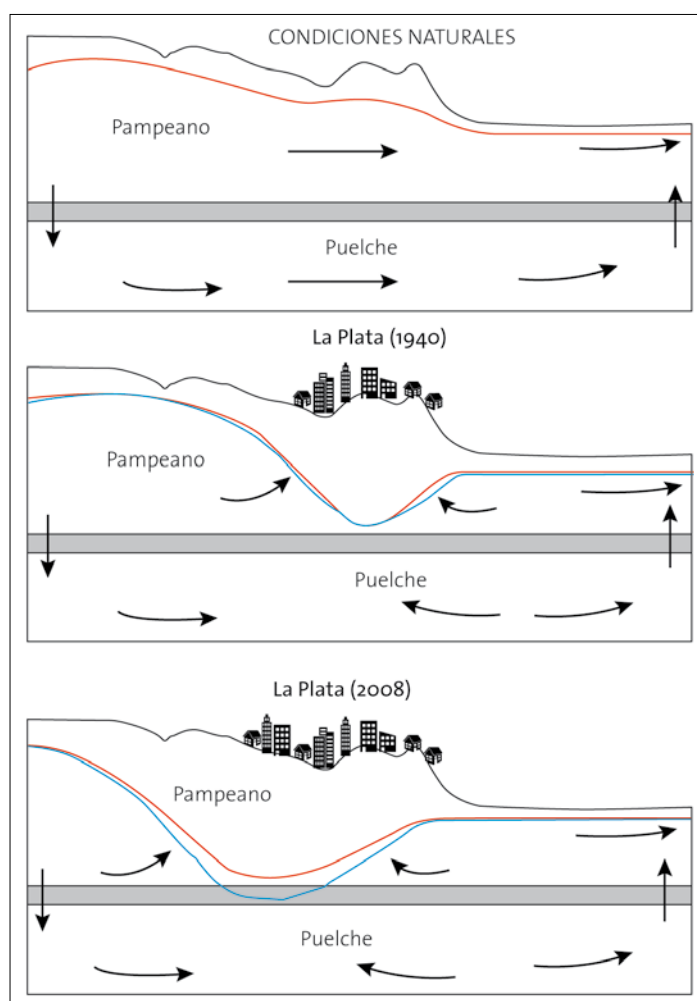 CONDICIONES NATURALES
Pampeano
Puelche
La Plata (1940)
Pampeano
Puelche
La Plata (2008)
Pampeano
Puelche